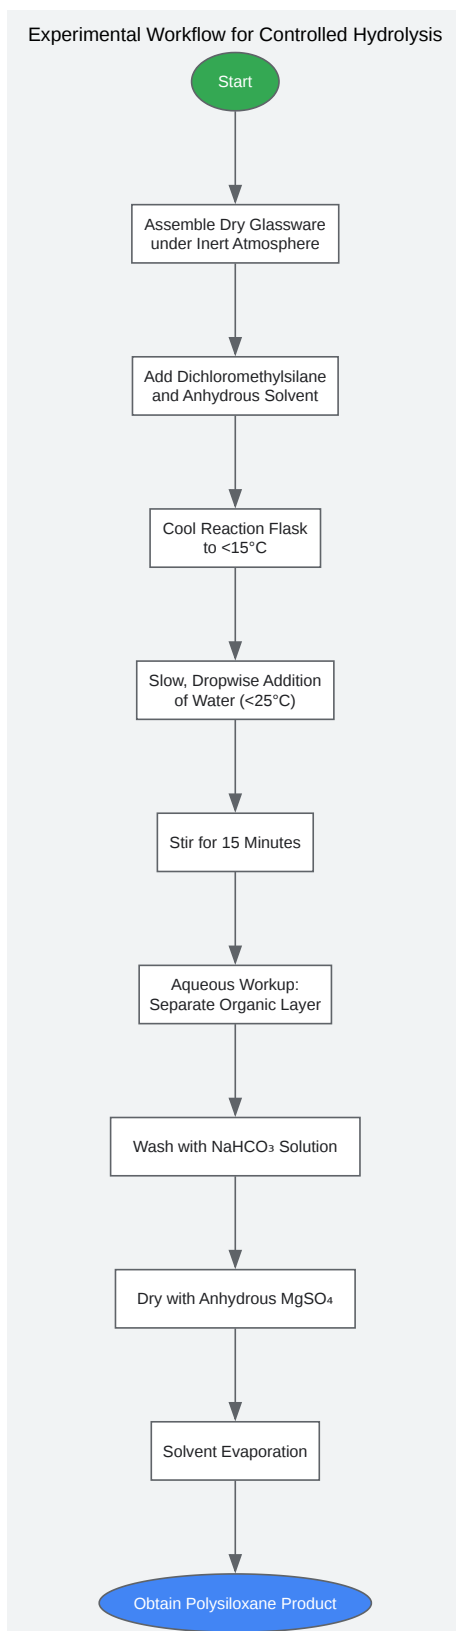 Experimental Workflow for Controlled Hydrolysis
Start
Assemble Dry Glassware
under Inert Atmosphere
Add Dichloromethylsilane
and Anhydrous Solvent
Cool Reaction Flask
to <15°C
Slow, Dropwise Addition
of Water (<25°C)
Stir for 15 Minutes
Aqueous Workup:
Separate Organic Layer
Wash with NaHCO₃ Solution
Dry with Anhydrous MgSO₄
Solvent Evaporation
Obtain Polysiloxane Product